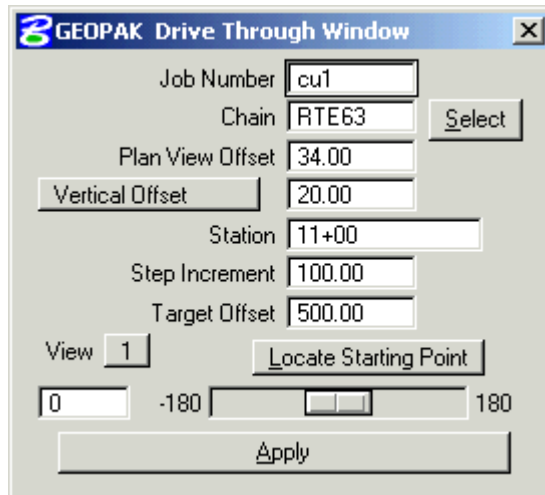 GEOPAK Drive Through Window
Job Number cu1
Chain RTE63 Select
Plan View Offset 34.00
Vertical Offset 20.00
Station 11+00
Step Increment 100.00
Target Offset 500.00
View 1 Locate Starting Point
0 -180 180
Apply